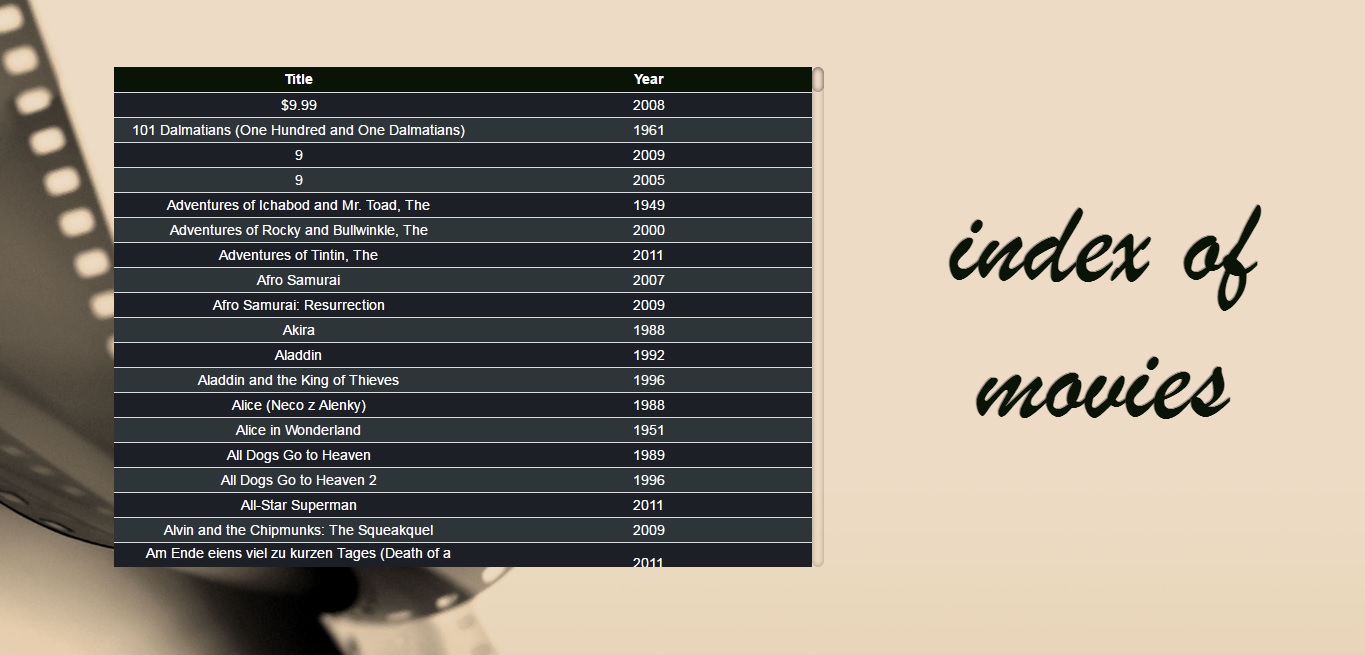 Title Year
$9.99 2008
101 Dalmatians (One Hundred and One Dalmatians) 1961
9 2009
9 2005
Adventures of Ichabod and Mr. Toad, The 1949
Adventures of Rocky and Bullwinkle, The 2000
Adventures of Tintin, The 2011
Afro Samurai 2007
Afro Samurai: Resurrection 2009
Akira 1988
Aladdin 1992
Aladdin and the King of Thieves 1996
Alice (Neco z Alenky) 1988
Alice in Wonderland 1951
All Dogs Go to Heaven 1989
All Dogs Go to Heaven 2 1996
All-Star Superman 2011
Alvin and the Chipmunks: The Squeakquel 2009
Am Ende eiens viel zu kurzen Tages (Death of a 2011
index of
movies